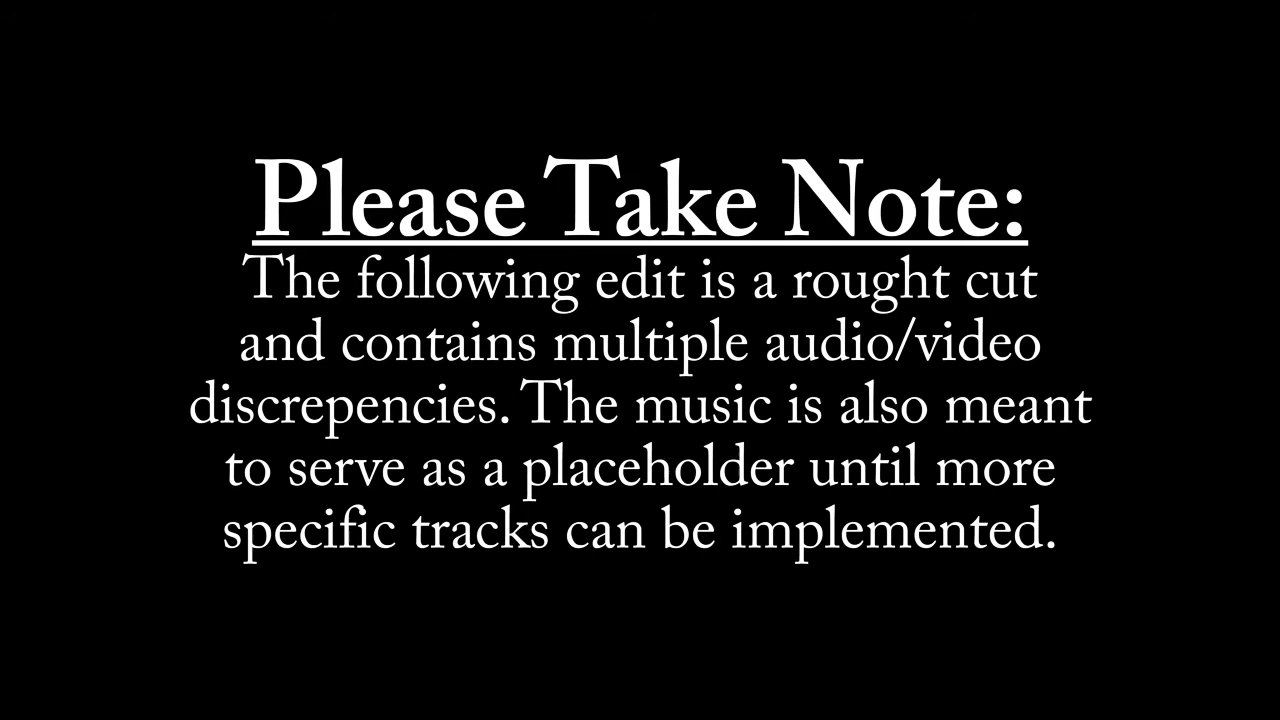 Please Take Note:
The following edit is a rought cut
and contains multiple audio/video
discrepencies. The music is also meant
to serve as a placeholder until more
specific tracks can be implemented.